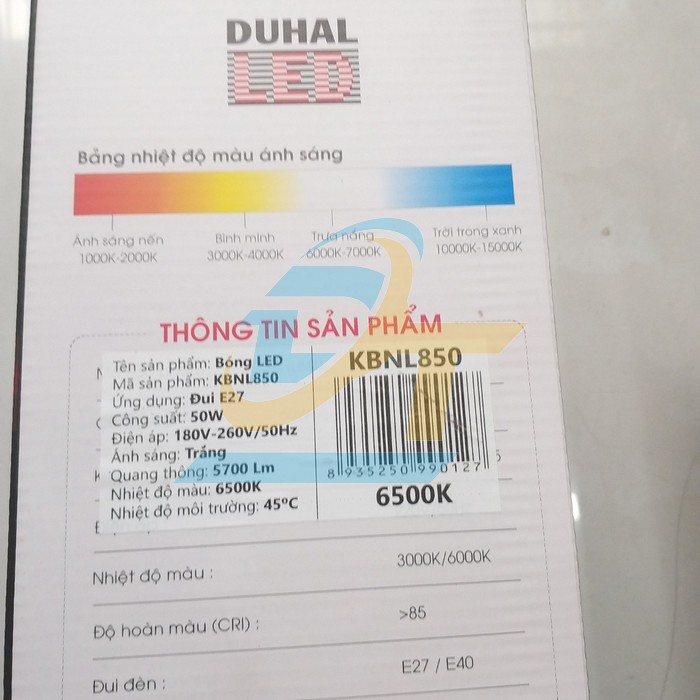 DUHAL
LED
Bảng nhiệt độ màu ánh sáng
Ánh sáng nến
1000K-2000K
Bình minh
3000K-4000K
Trưa nắng
6000K-7000K
Trời trong xanh
10000K-15000K
THÔNG TIN SẢN PHẨM
Tên sản phẩm: Bóng LED
Mã sản phẩm: KBNL850
Ứng dụng: Đui E27
Công suất: 50W
Điện áp: 180V-260V/50Hz
Ánh sáng: Trắng
Quang thông: 5700 Lm
Nhiệt độ màu: 6500K
Nhiệt độ môi trường: 45°C
KBNL850
8 935250 990127
6500K
Nhiệt độ màu : 3000K/6000K
Độ hoàn màu (CRI) : >85
Đui đèn : E27 / E40